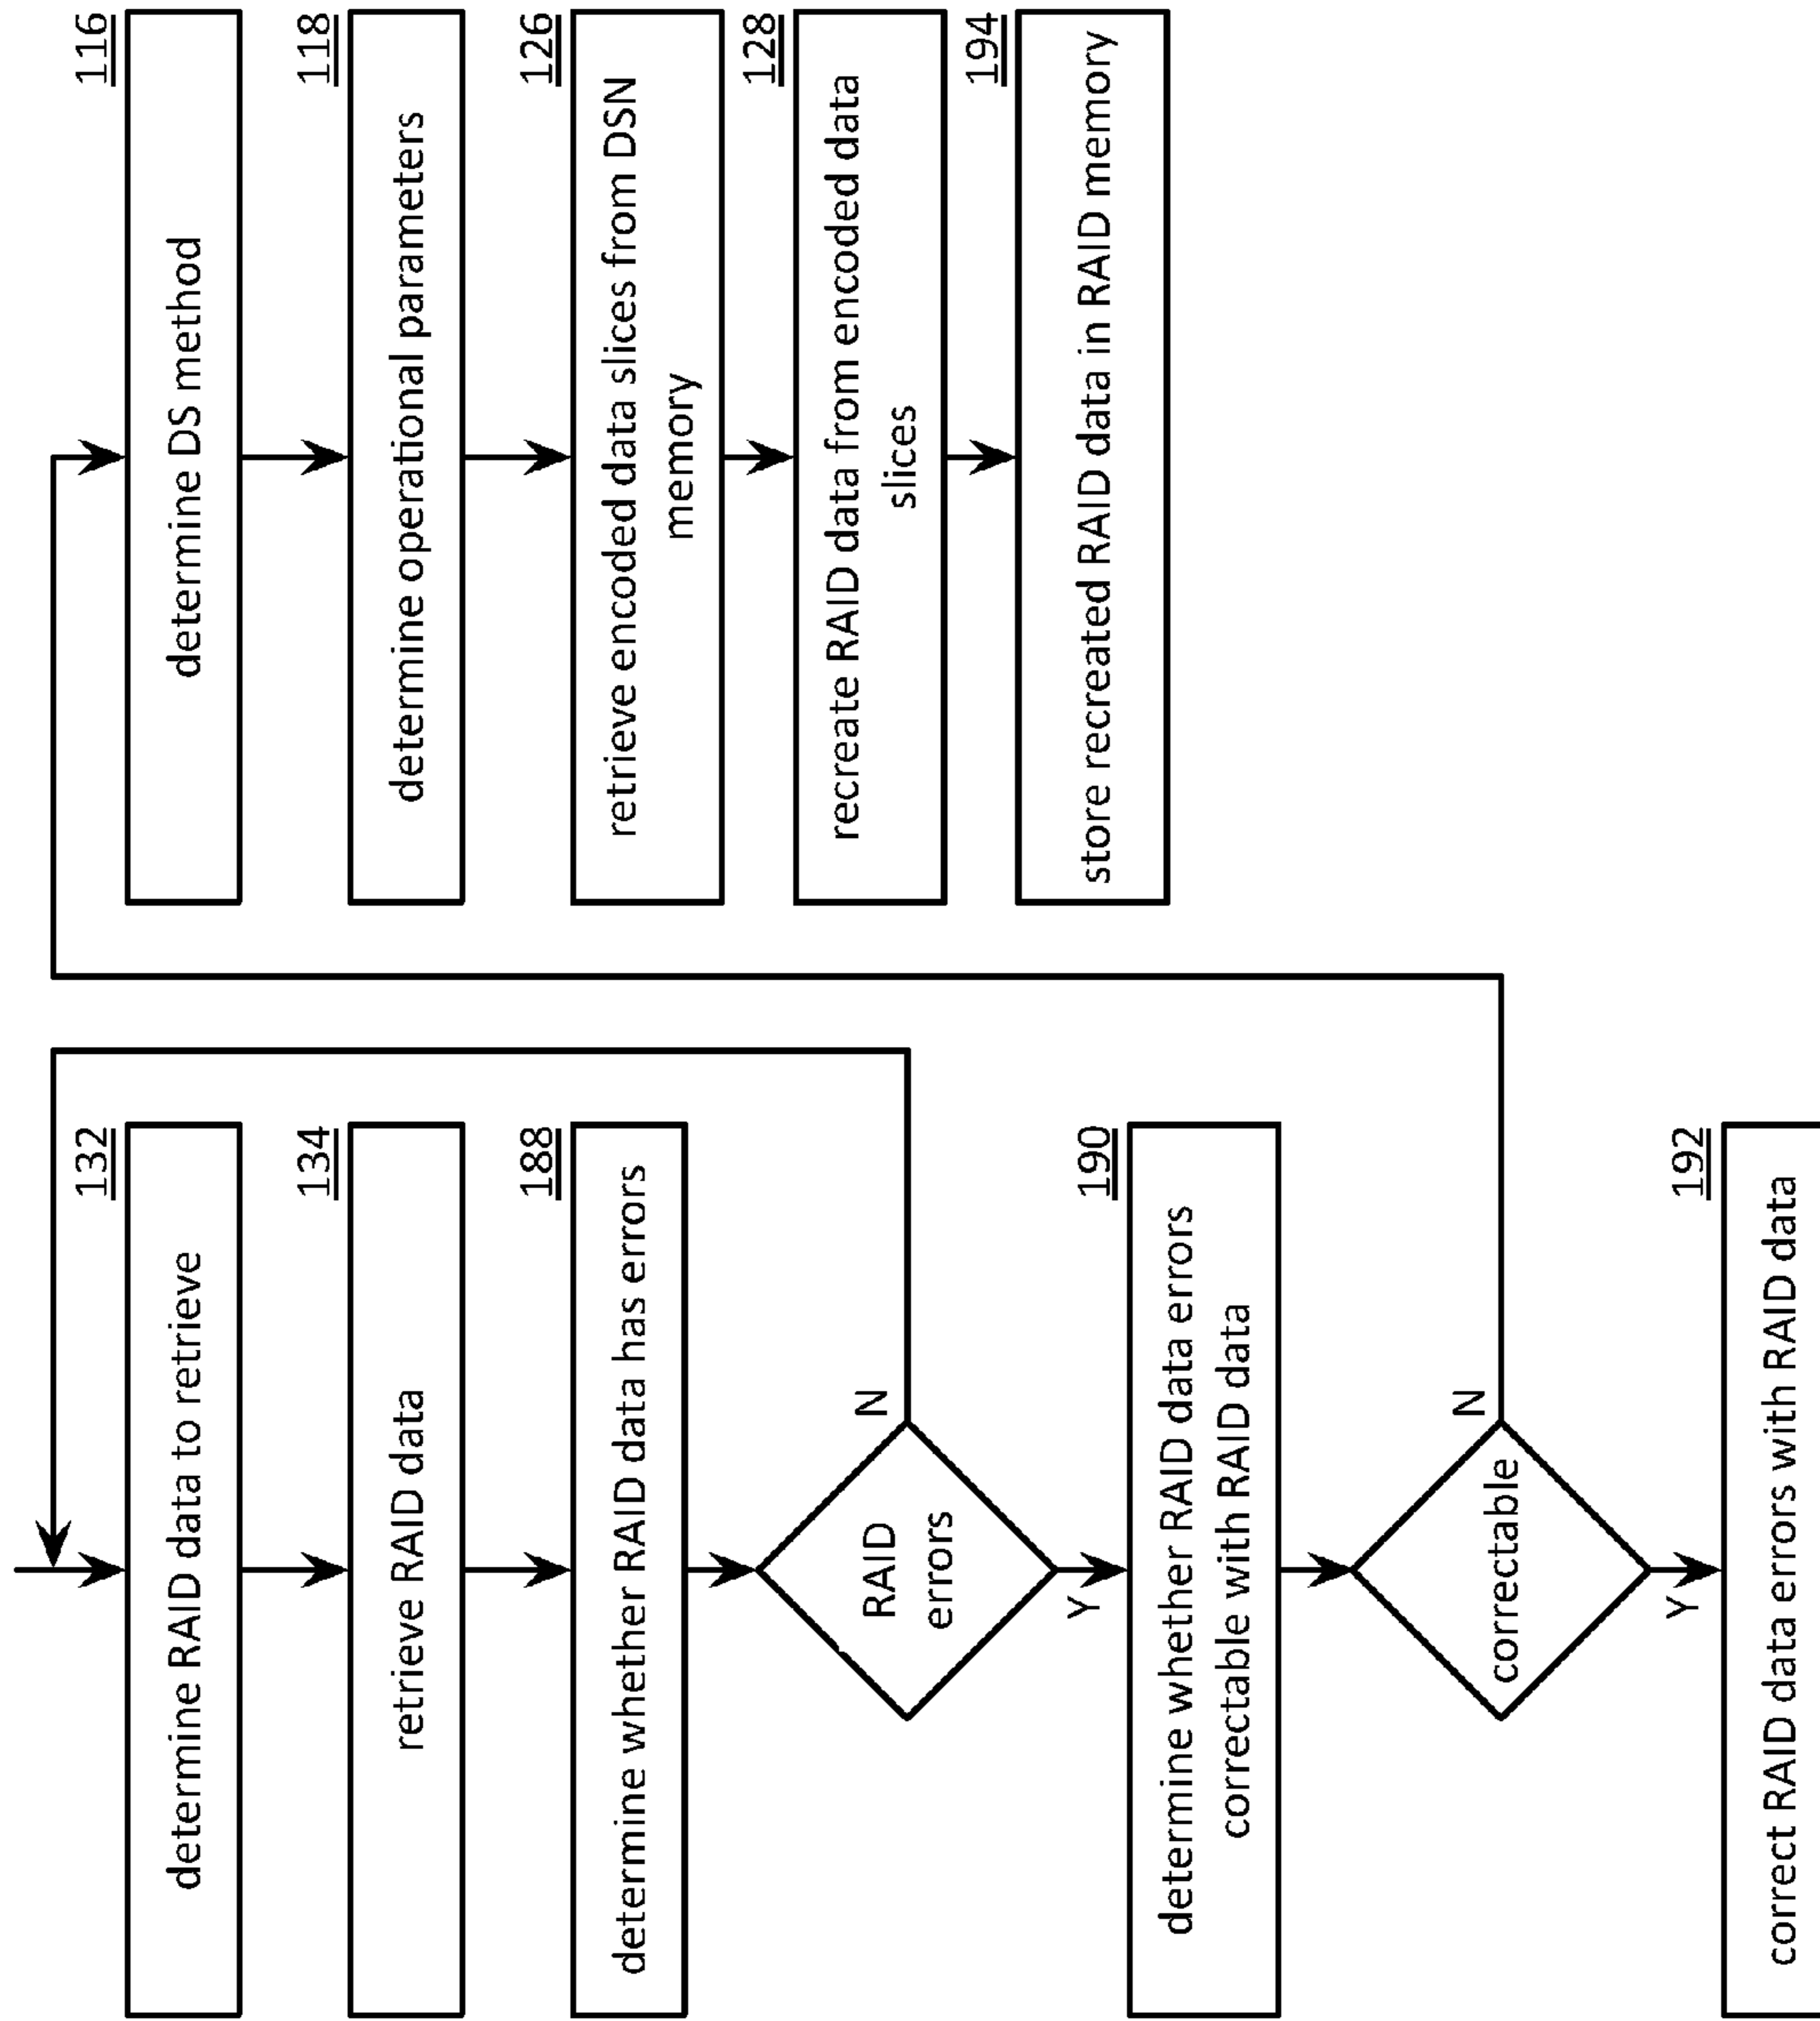 132
determine RAID data to retrieve
134
retrieve RAID data
188
determine whether RAID data has errors
RAID
errors
N
Y
190
determine whether RAID data errors
correctable with RAID data
correctable
N
Y
192
correct RAID data errors with RAID data
116
determine DS method
118
determine operational parameters
126
retrieve encoded data slices from DSN
memory
128
recreate RAID data from encoded data
slices
194
store recreated RAID data in RAID memory